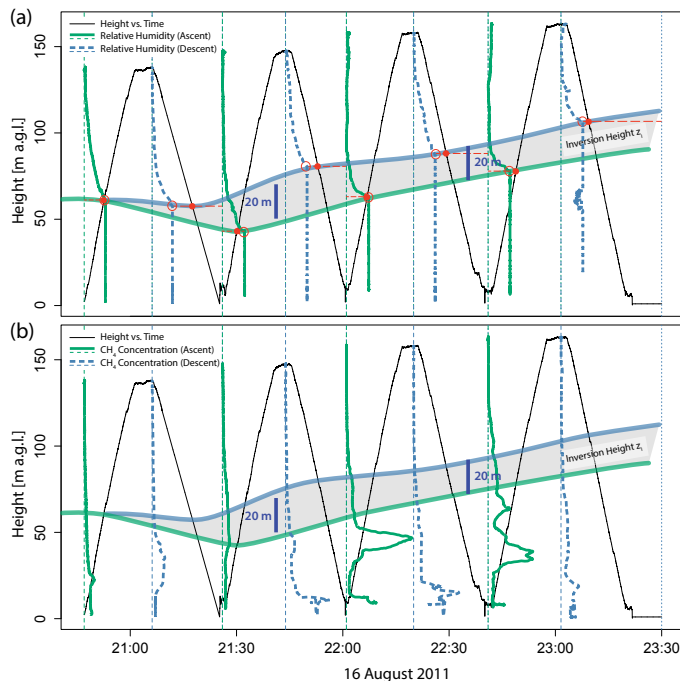 (a)
Height vs. Time
Relative Humidity (Ascent)
Relative Humidity (Descent)
Height [m a.g.l.]
150
100
50
0
20 m
20 m
Inversion Height zi
(b)
Height vs. Time
CH4 Concentration (Ascent)
CH4 Concentration (Descent)
Height [m a.g.l.]
150
100
50
0
20 m
20 m
Inversion Height zi
21:00 21:30 22:00 22:30 23:00 23:30
16 August 2011